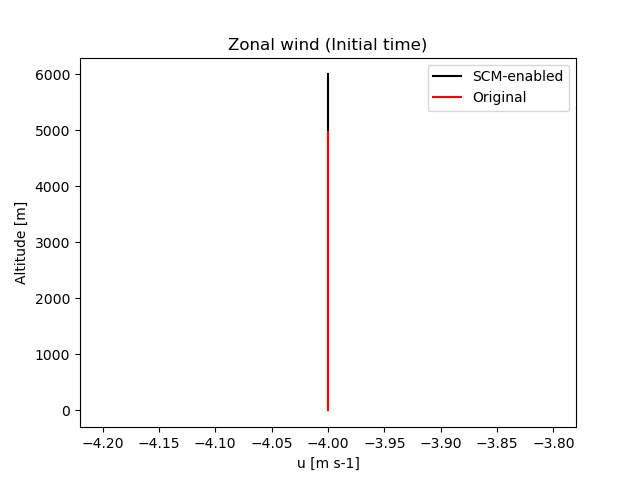 Zonal wind (Initial time)
SCM-enabled
Original
6000
5000
4000
3000
2000
1000
0
Altitude [m]
−4.20 −4.15 −4.10 −4.05 −4.00 −3.95 −3.90 −3.85 −3.80
u [m s-1]